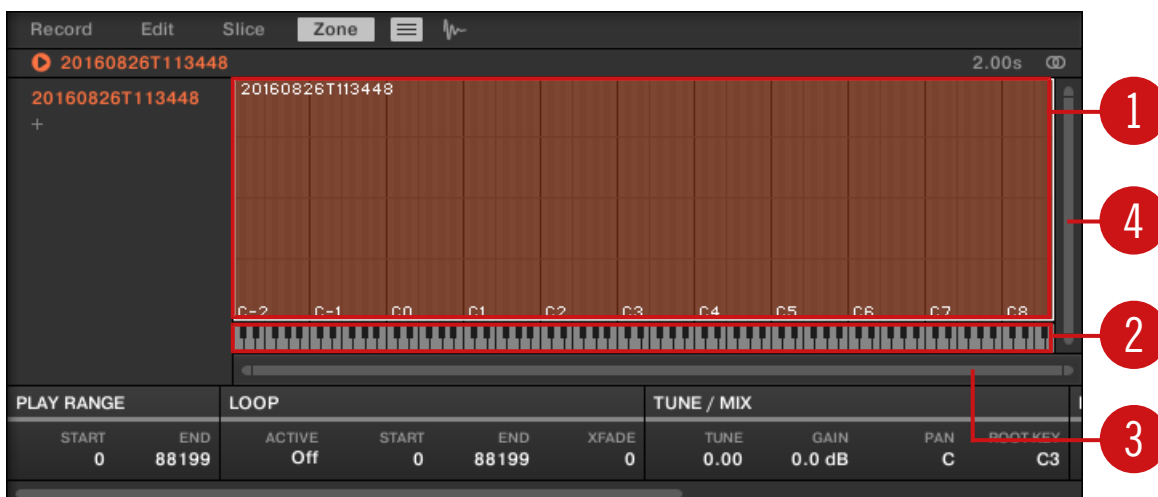 Record Edit Slice Zone
20160826T113448 2.00s
20160826T113448
+
20160826T113448
C-2 C-1 C0 C1 C2 C3 C4 C5 C6 C7 C8
1
4
2
3
PLAY RANGE LOOP TUNE / MIX
START END ACTIVE START END XFADE TUNE GAIN PAN ROOT KEY
0 88199 Off 0 88199 0 0.00 0.0 dB C C3